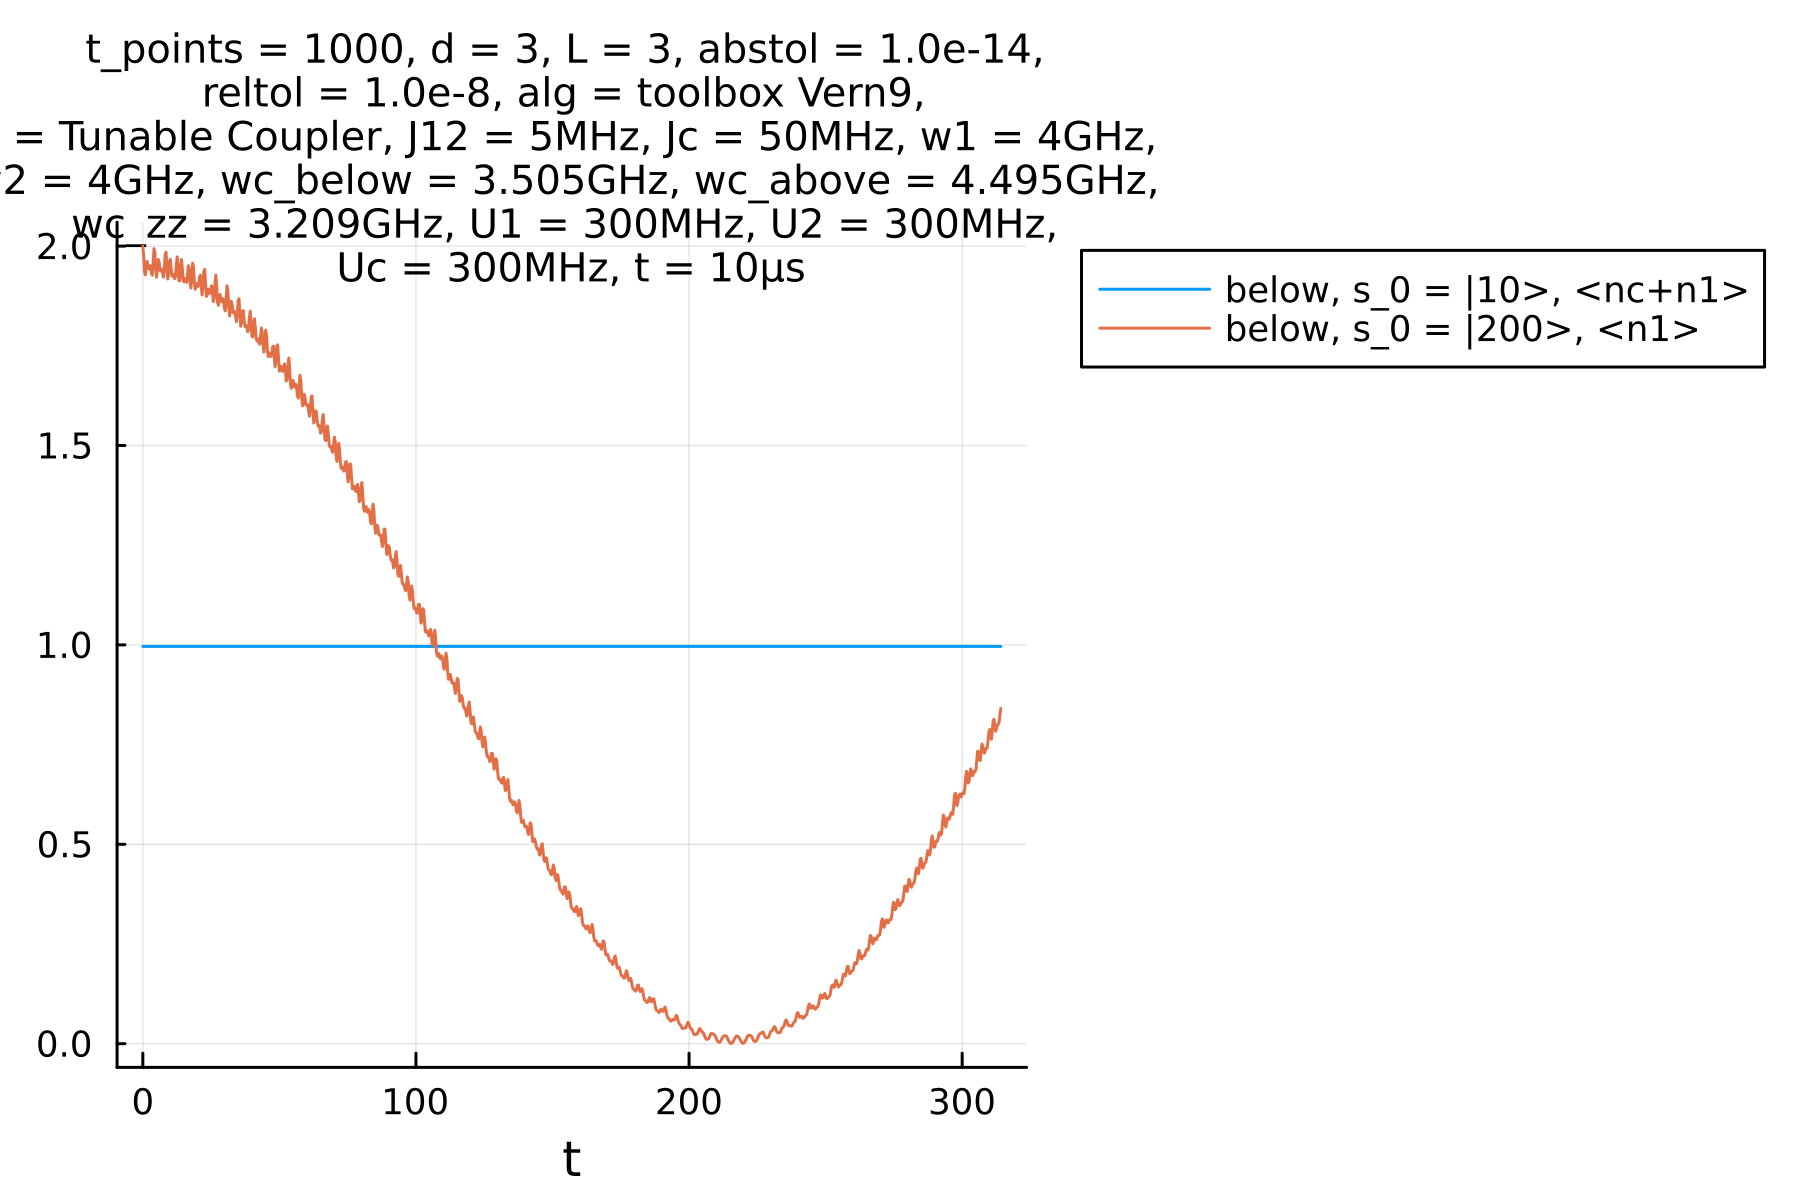 t_points = 1000, d = 3, L = 3, abstol = 1.0e-14,
reltol = 1.0e-8, alg = toolbox Vern9,
= Tunable Coupler, J12 = 5MHz, Jc = 50MHz, w1 = 4GHz,
2 = 4GHz, wc_below = 3.505GHz, wc_above = 4.495GHz,
wc_zz = 3.209GHz, U1 = 300MHz, U2 = 300MHz,
Uc = 300MHz, t = 10μs
2.0
1.5
1.0
0.5
0.0
0 100 200 300
t
below, s_0 = |10>, <nc+n1>
below, s_0 = |200>, <n1>